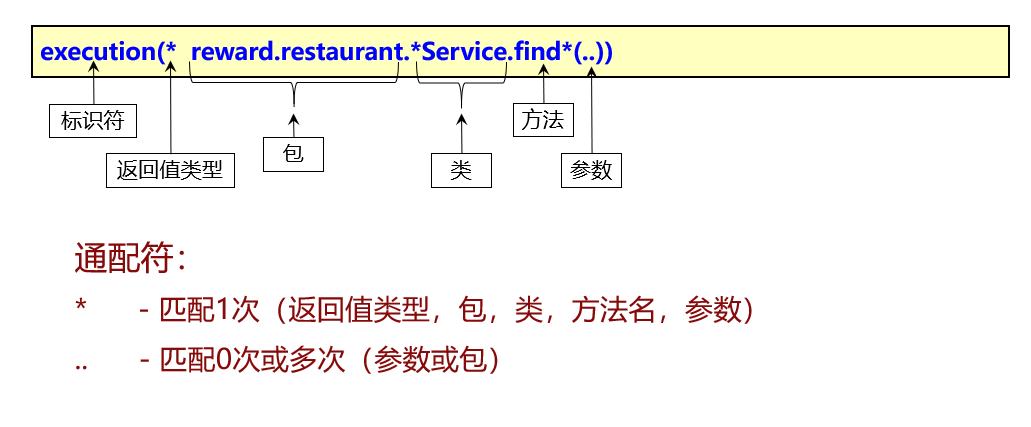 execution(* reward.restaurant.*Service.find*(..))
标识符
方法
包
返回值类型
类
参数
通配符：
* - 匹配1次（返回值类型，包，类，方法名，参数）
.. - 匹配0次或多次（参数或包）